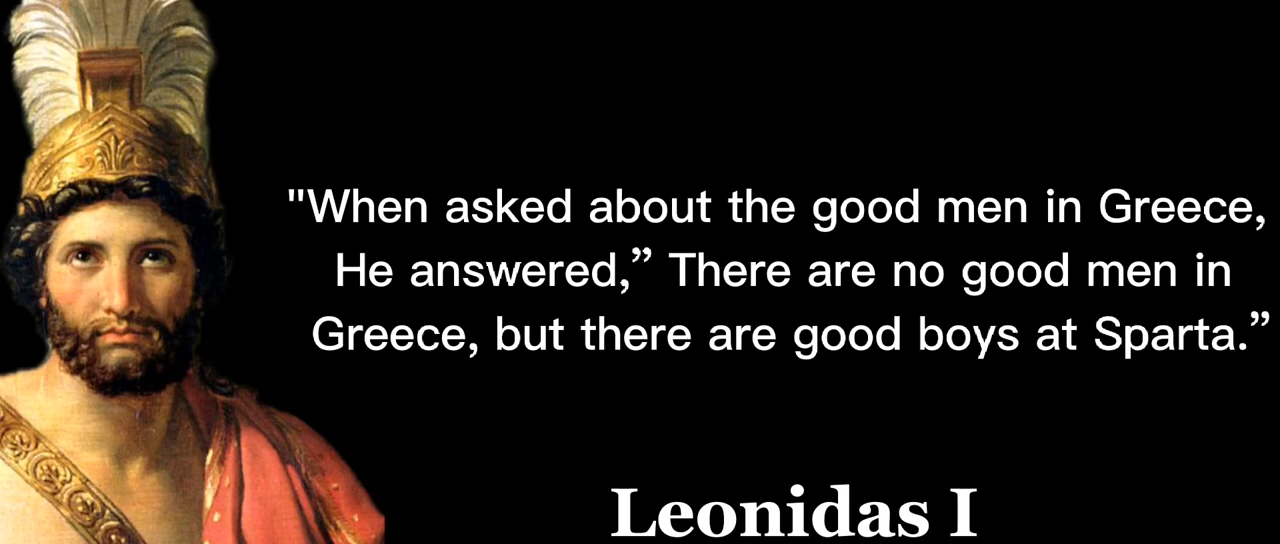 "When asked about the good men in Greece,
He answered,” There are no good men in
Greece, but there are good boys at Sparta.”
Leonidas I